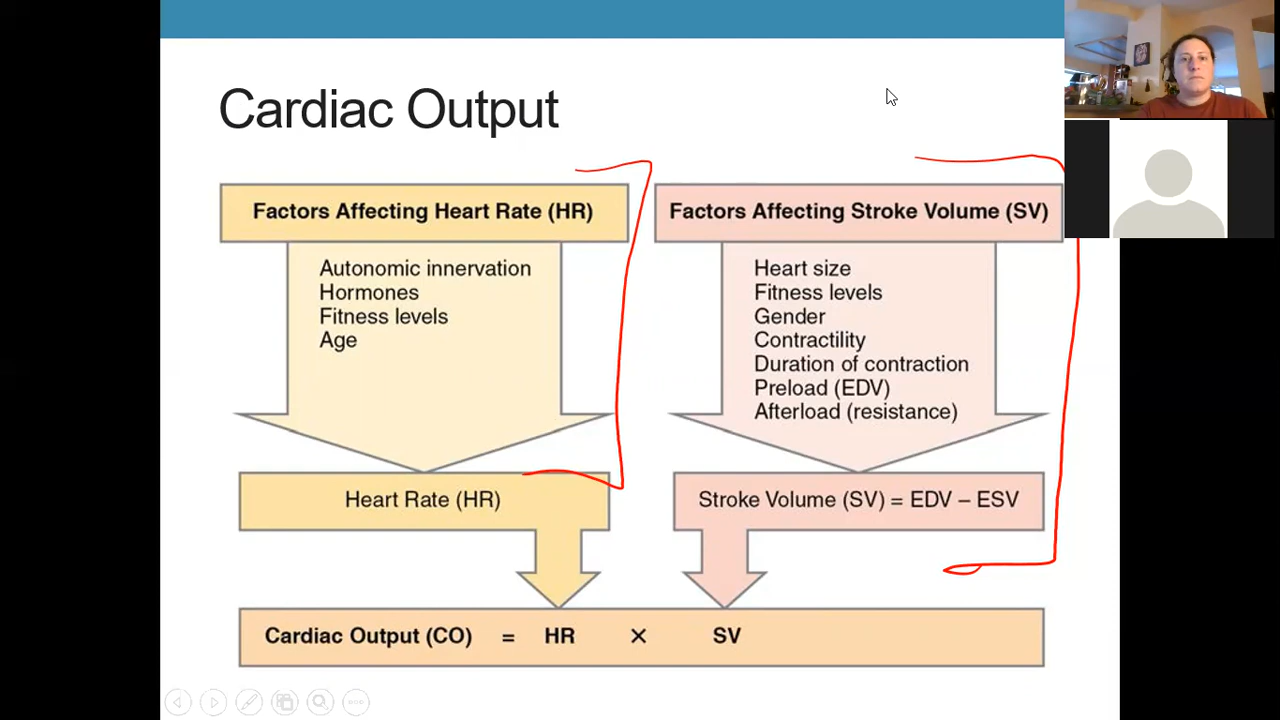 Cardiac Output
Factors Affecting Heart Rate (HR)
Autonomic innervation
Hormones
Fitness levels
Age
Heart Rate (HR)
Factors Affecting Stroke Volume (SV)
Heart size
Fitness levels
Gender
Contractility
Duration of contraction
Preload (EDV)
Afterload (resistance)
Stroke Volume (SV) = EDV – ESV
Cardiac Output (CO) = HR × SV